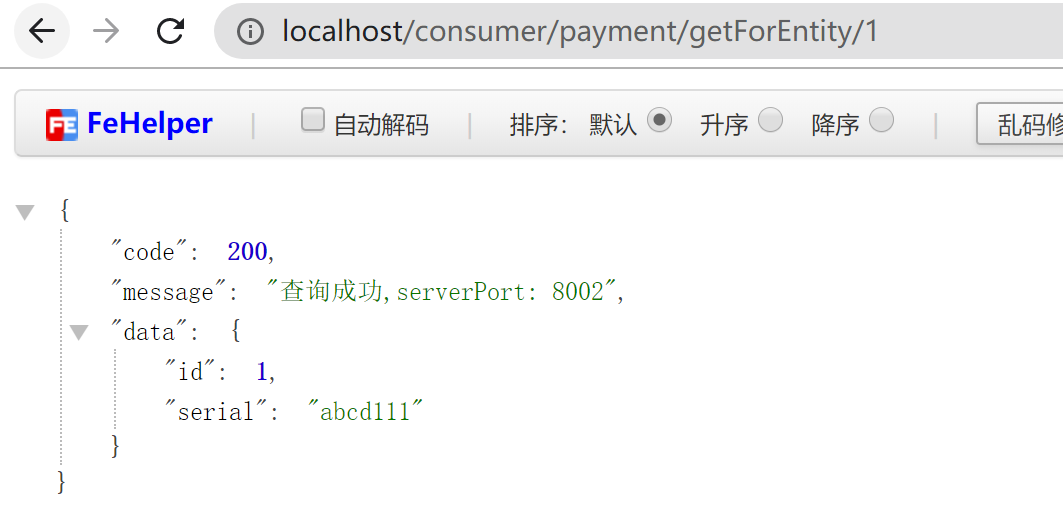 localhost/consumer/payment/getForEntity/1
FeHelper | 自动解码 | 排序: 默认 升序 降序 | 乱码修
{
"code": 200,
"message": "查询成功,serverPort: 8002",
"data": {
"id": 1,
"serial": "abcd111"
}
}